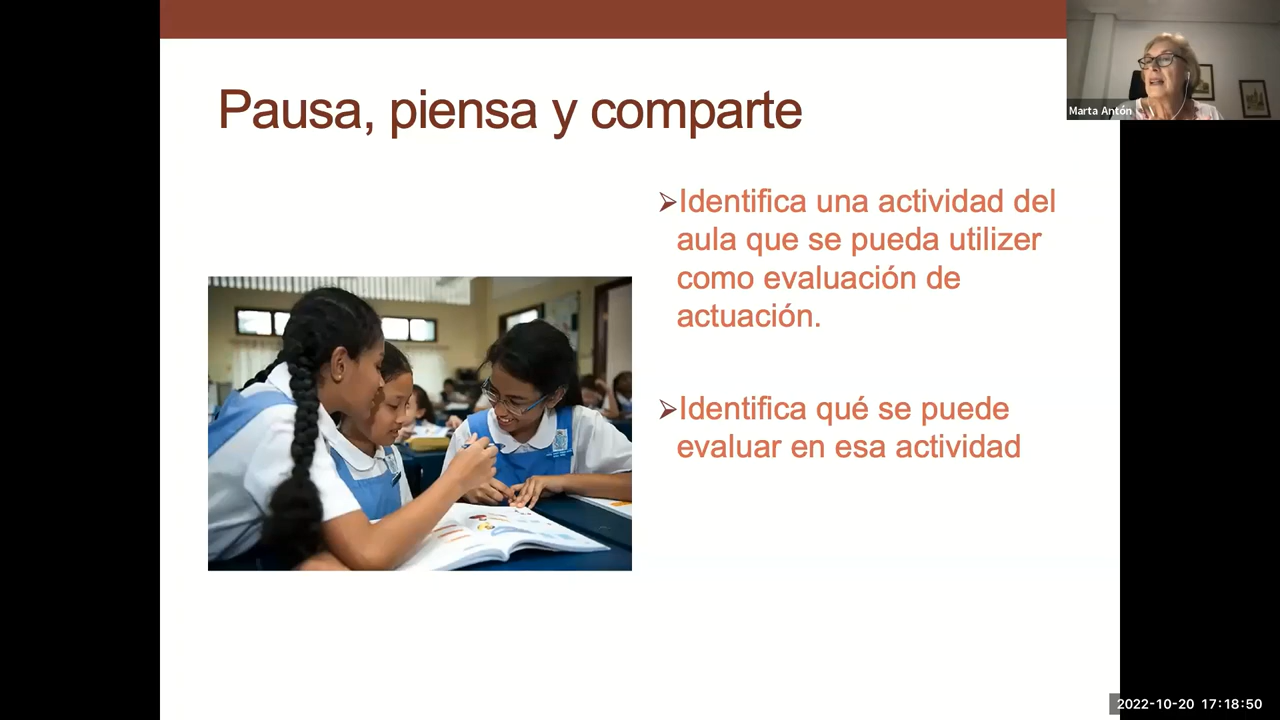 Pausa, piensa y comparte
➢Identifica una actividad del
aula que se pueda utilizer
como evaluación de
actuación.
➢Identifica qué se puede
evaluar en esa actividad
Marta Antón
2022-10-20 17:18:50